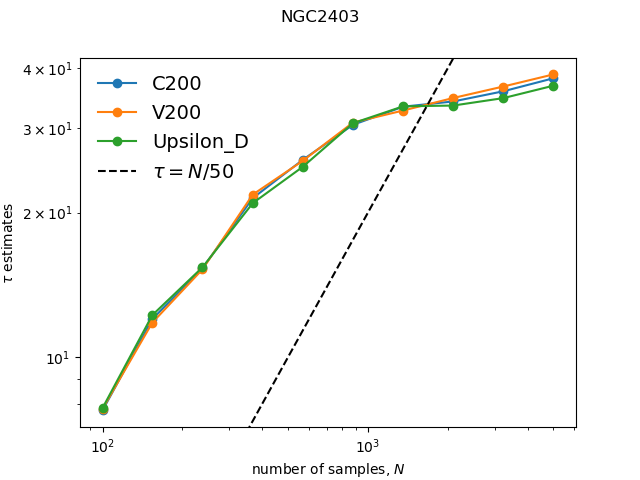 NGC2403
C200
V200
Upsilon_D
τ = N/50
4 × 10¹
3 × 10¹
2 × 10¹
10¹
τ estimates
10² 10³
number of samples, N